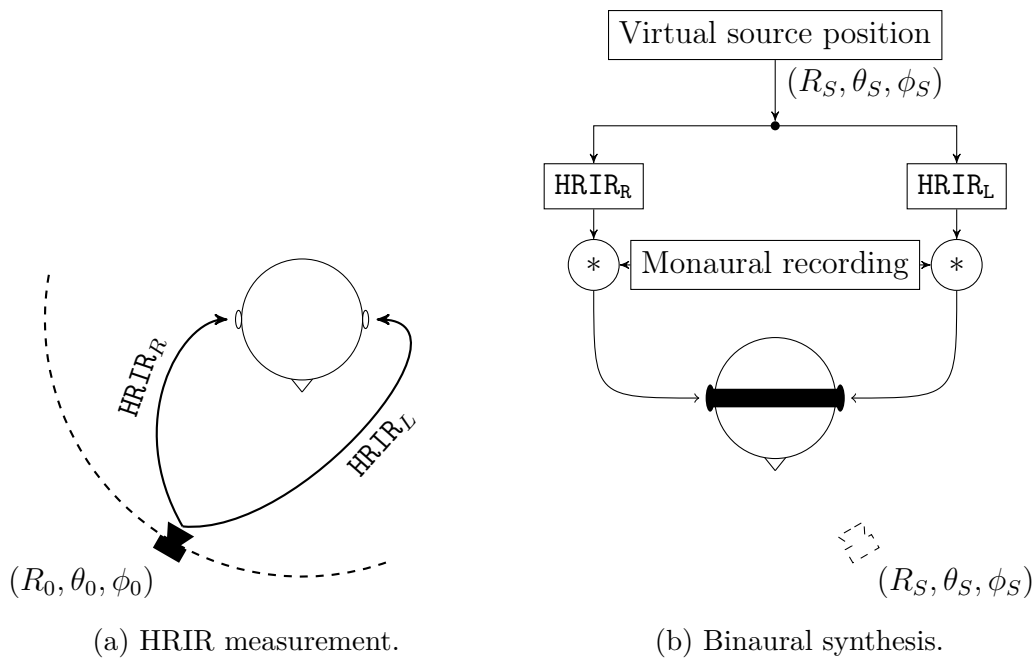 HRIR_R
HRIR_L
(R_0, θ_0, ϕ_0)
(a) HRIR measurement.
Virtual source position
(R_S, θ_S, ϕ_S)
HRIR_R
HRIR_L
* Monaural recording *
(R_S, θ_S, ϕ_S)
(b) Binaural synthesis.